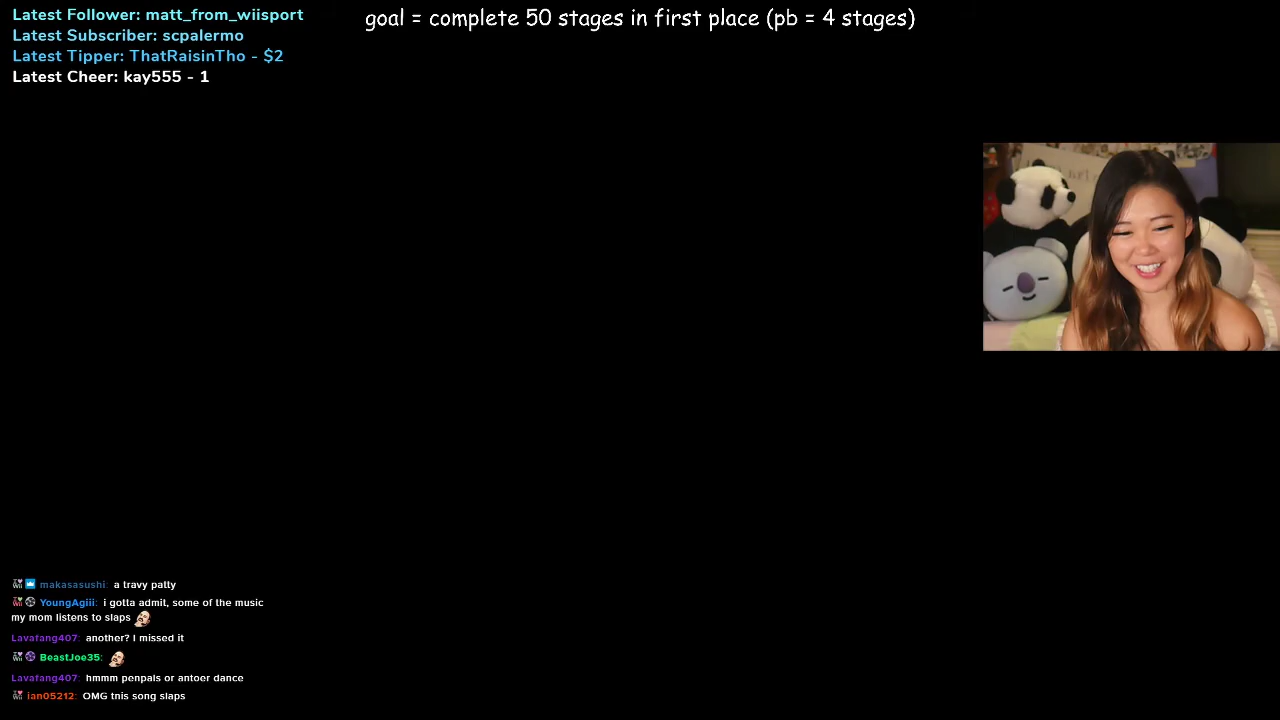 Latest Follower: matt_from_wiisport
Latest Subscriber: scpalermo
Latest Tipper: ThatRaisinTho - $2
Latest Cheer: kay555 - 1
goal = complete 50 stages in first place (pb = 4 stages)
makasasushi: a travy patty
YoungAgiii: i gotta admit, some of the music
my mom listens to slaps
Lavafang407: another? I missed it
BeastJoe35:
Lavafang407: hmmm penpals or antoer dance
ian05212: OMG tnis song slaps